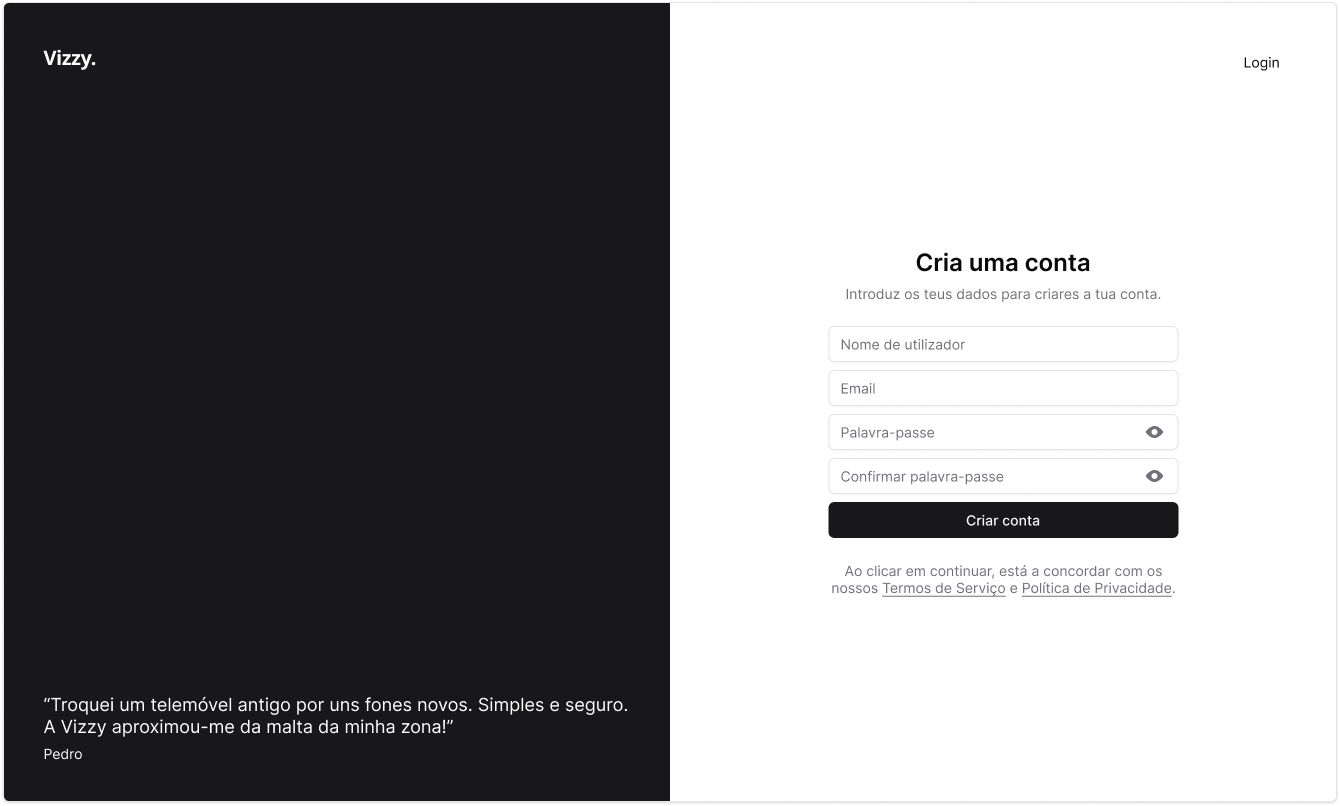 Vizzy.
Login
Cria uma conta
Introduz os teus dados para criares a tua conta.
Nome de utilizador
Email
Palavra-passe
Confirmar palavra-passe
Criar conta
Ao clicar em continuar, está a concordar com os
nossos Termos de Serviço e Política de Privacidade.
“Troquei um telemóvel antigo por uns fones novos. Simples e seguro.
A Vizzy aproximou-me da malta da minha zona!”
Pedro